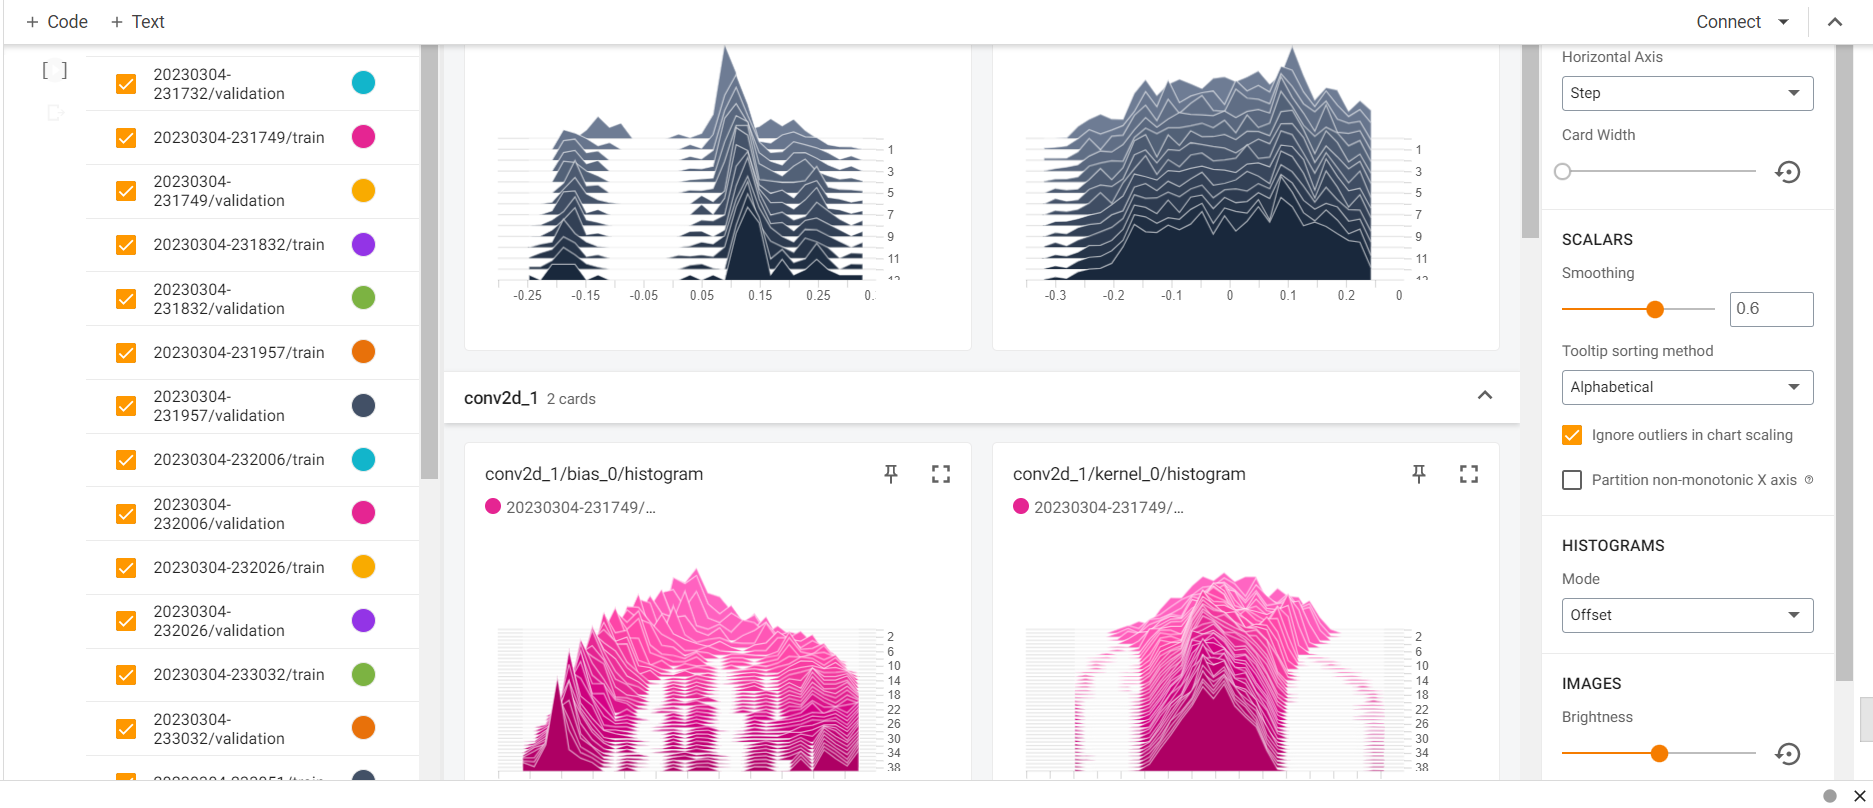 + Code + Text
Connect
[ ]
20230304-
231732/validation
20230304-231749/train
20230304-
231749/validation
20230304-231832/train
20230304-
231832/validation
20230304-231957/train
20230304-
231957/validation
20230304-232006/train
20230304-
232006/validation
20230304-232026/train
20230304-
232026/validation
20230304-233032/train
20230304-
233032/validation
1
3
5
7
9
11
-0.25 -0.15 -0.05 0.05 0.15 0.25 0.
1
3
5
7
9
11
-0.3 -0.2 -0.1 0 0.1 0.2 0
conv2d_1 2 cards
conv2d_1/bias_0/histogram
20230304-231749/...
2
6
10
14
18
22
26
30
34
38
conv2d_1/kernel_0/histogram
20230304-231749/...
2
6
10
14
18
22
26
30
34
38
Horizontal Axis
Step
Card Width
SCALARS
Smoothing
0.6
Tooltip sorting method
Alphabetical
Ignore outliers in chart scaling
Partition non-monotonic X axis
HISTOGRAMS
Mode
Offset
IMAGES
Brightness